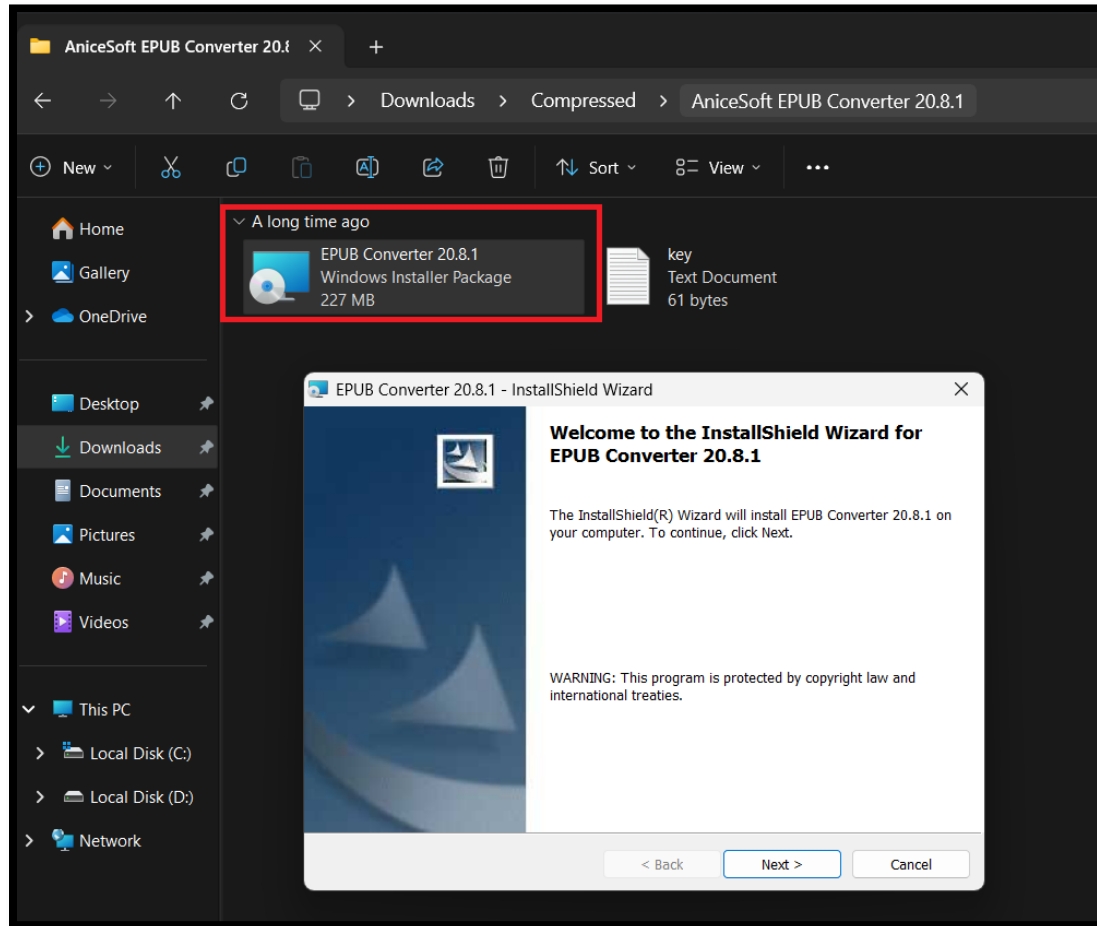 AniceSoft EPUB Converter 20.8
Downloads > Compressed > AniceSoft EPUB Converter 20.8.1
New
Sort
View
Home
Gallery
OneDrive
Desktop
Downloads
Documents
Pictures
Music
Videos
This PC
Local Disk (C:)
Local Disk (D:)
Network
A long time ago
EPUB Converter 20.8.1
Windows Installer Package
227 MB
key
Text Document
61 bytes
EPUB Converter 20.8.1 - InstallShield Wizard
Welcome to the InstallShield Wizard for
EPUB Converter 20.8.1
The InstallShield(R) Wizard will install EPUB Converter 20.8.1 on
your computer. To continue, click Next.
WARNING: This program is protected by copyright law and
international treaties.
< Back
Next >
Cancel